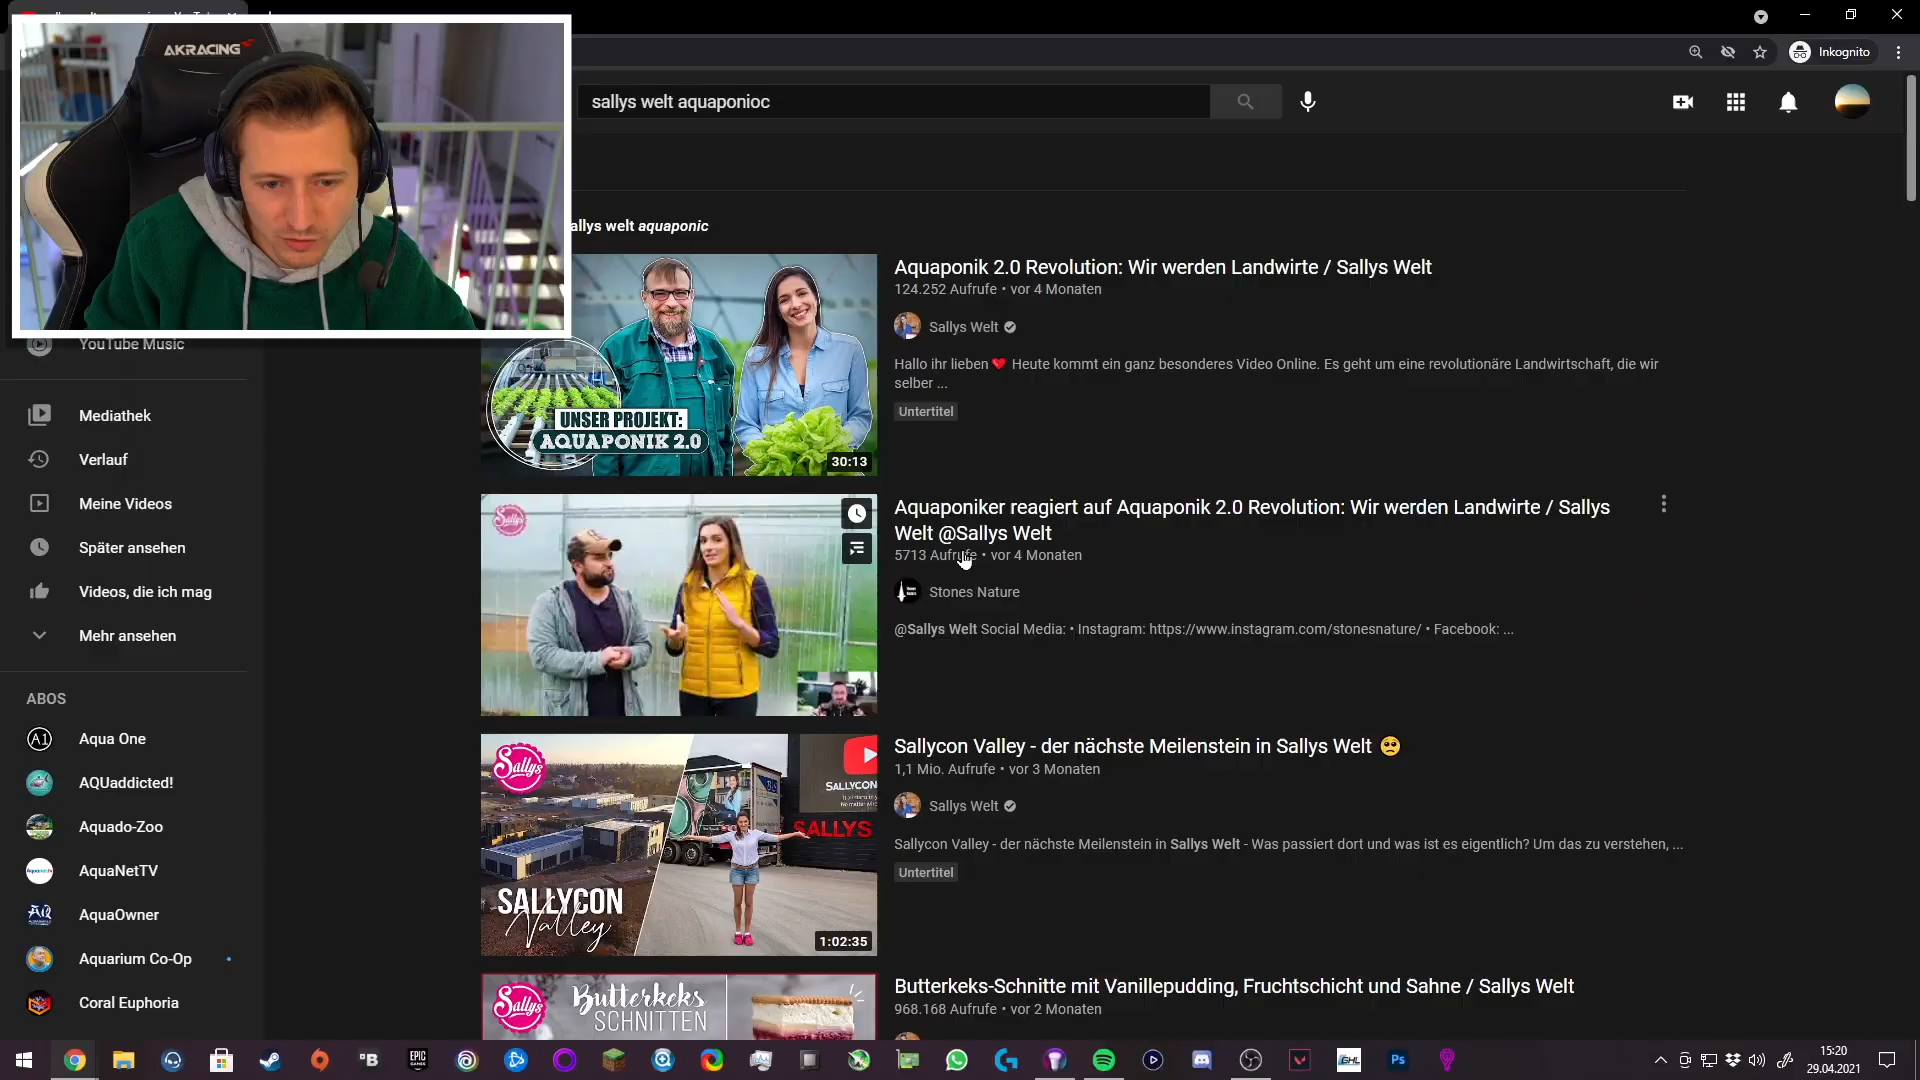 AKRACING
Inkognito
sallys welt aquaponioc
allys welt aquaponic
UNSER PROJEKT:
AQUAPONIK 2.0
30:13
Aquaponik 2.0 Revolution: Wir werden Landwirte / Sallys Welt
124.252 Aufrufe • vor 4 Monaten
Sallys Welt
Hallo ihr lieben ❤ Heute kommt ein ganz besonderes Video Online. Es geht um eine revolutionäre Landwirtschaft, die wir
selber ...
Untertitel
YouTube Music
Mediathek
Verlauf
Meine Videos
Später ansehen
Videos, die ich mag
Mehr ansehen
ABOS
Aqua One
AQUaddicted!
Aquado-Zoo
AquaNetTV
AquaOwner
Aquarium Co-Op
Coral Euphoria
Sallys
Aquaponiker reagiert auf Aquaponik 2.0 Revolution: Wir werden Landwirte / Sallys
Welt @Sallys Welt
5713 Aufrufe • vor 4 Monaten
Stones Nature
@Sallys Welt Social Media: • Instagram: https://www.instagram.com/stonesnature/ • Facebook: ...
Sallys
SALLYCON
SALLYS
SALLYCON
Valley
1:02:35
Sallycon Valley - der nächste Meilenstein in Sallys Welt 🥺
1,1 Mio. Aufrufe • vor 3 Monaten
Sallys Welt
Sallycon Valley - der nächste Meilenstein in Sallys Welt - Was passiert dort und was ist es eigentlich? Um das zu verstehen, ...
Untertitel
Sallys
Butterkeks
SCHNITTEN
Butterkeks-Schnitte mit Vanillepudding, Fruchtschicht und Sahne / Sallys Welt
968.168 Aufrufe • vor 2 Monaten
EPIC
GHL
Ps
15:20
29.04.2021